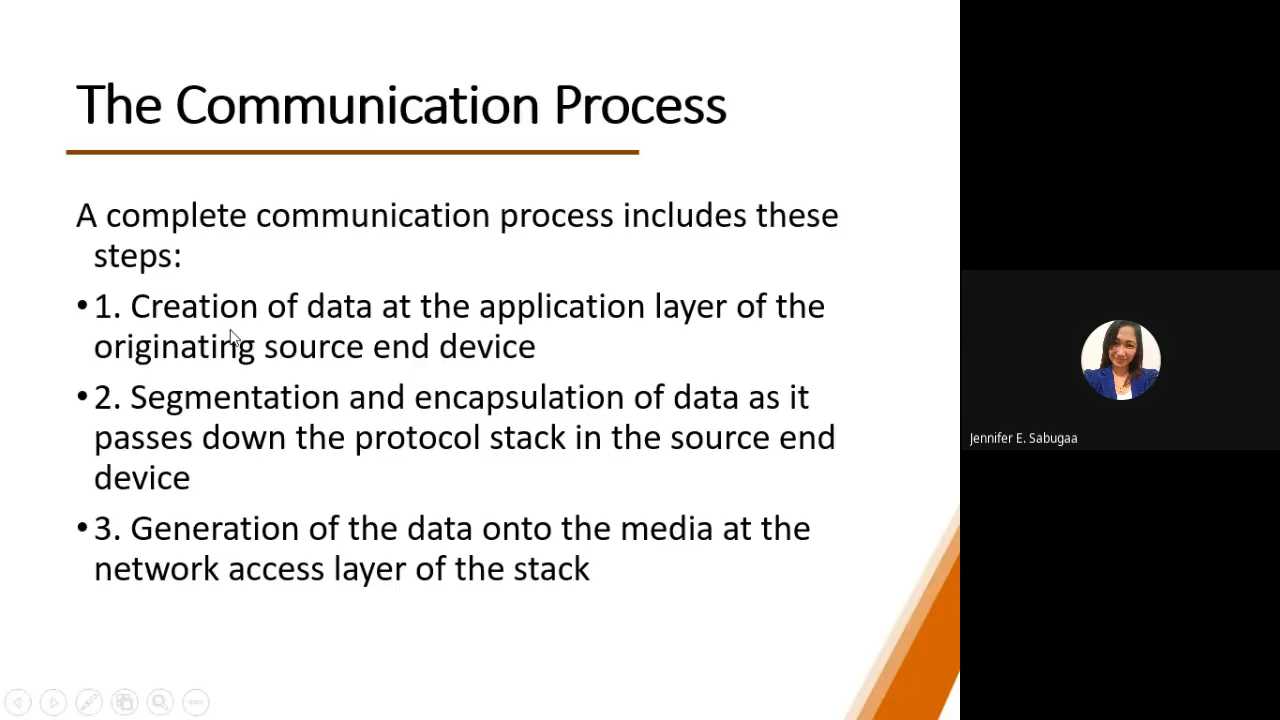 The Communication Process
A complete communication process includes these
steps:
• 1. Creation of data at the application layer of the
originating source end device
• 2. Segmentation and encapsulation of data as it
passes down the protocol stack in the source end
device
• 3. Generation of the data onto the media at the
network access layer of the stack
Jennifer E. Sabugaa